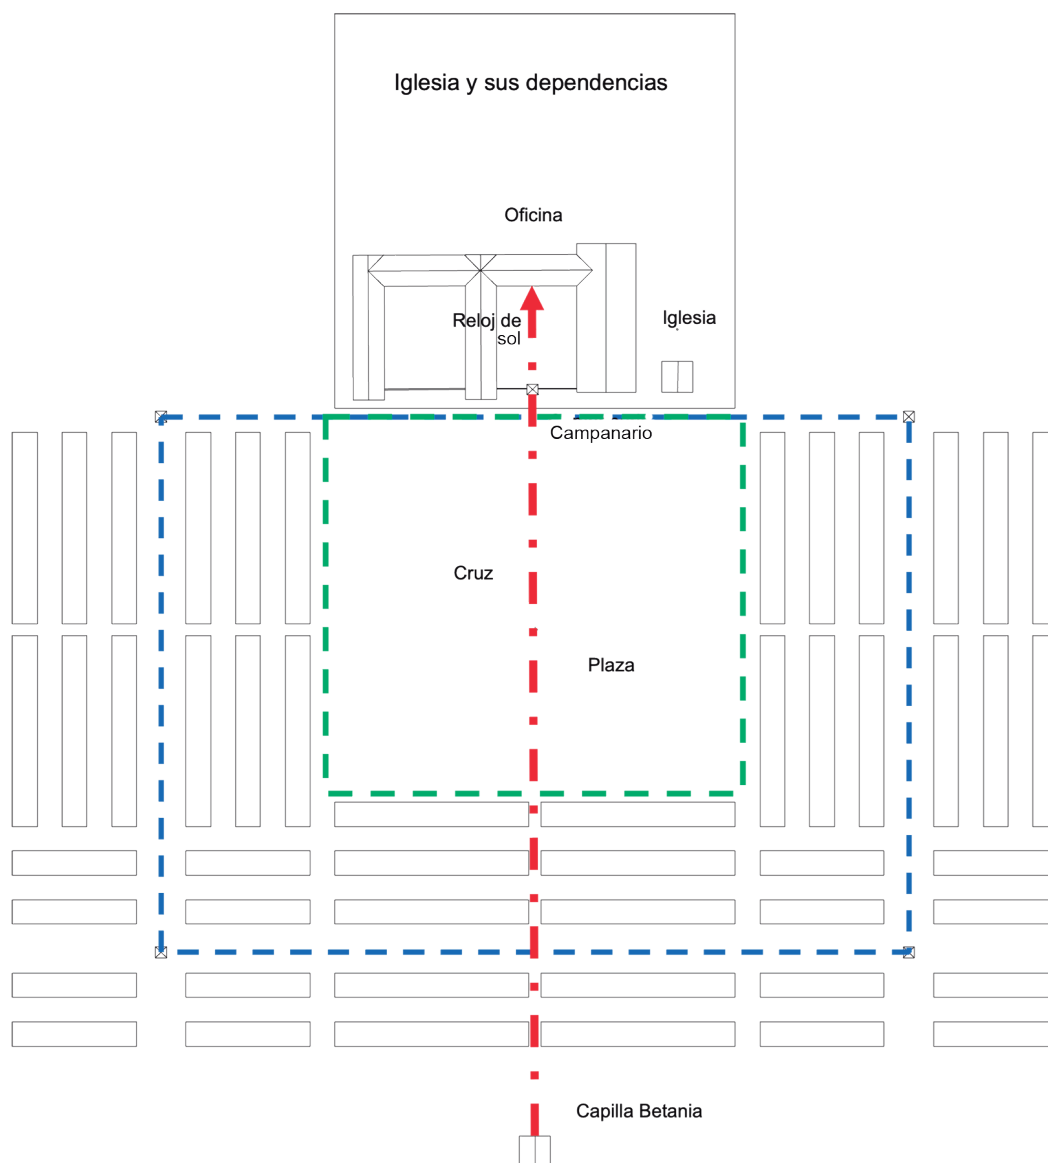 Iglesia y sus dependencias
Oficina
Reloj de
sol
Iglesia
Campanario
Cruz
Plaza
Capilla Betania